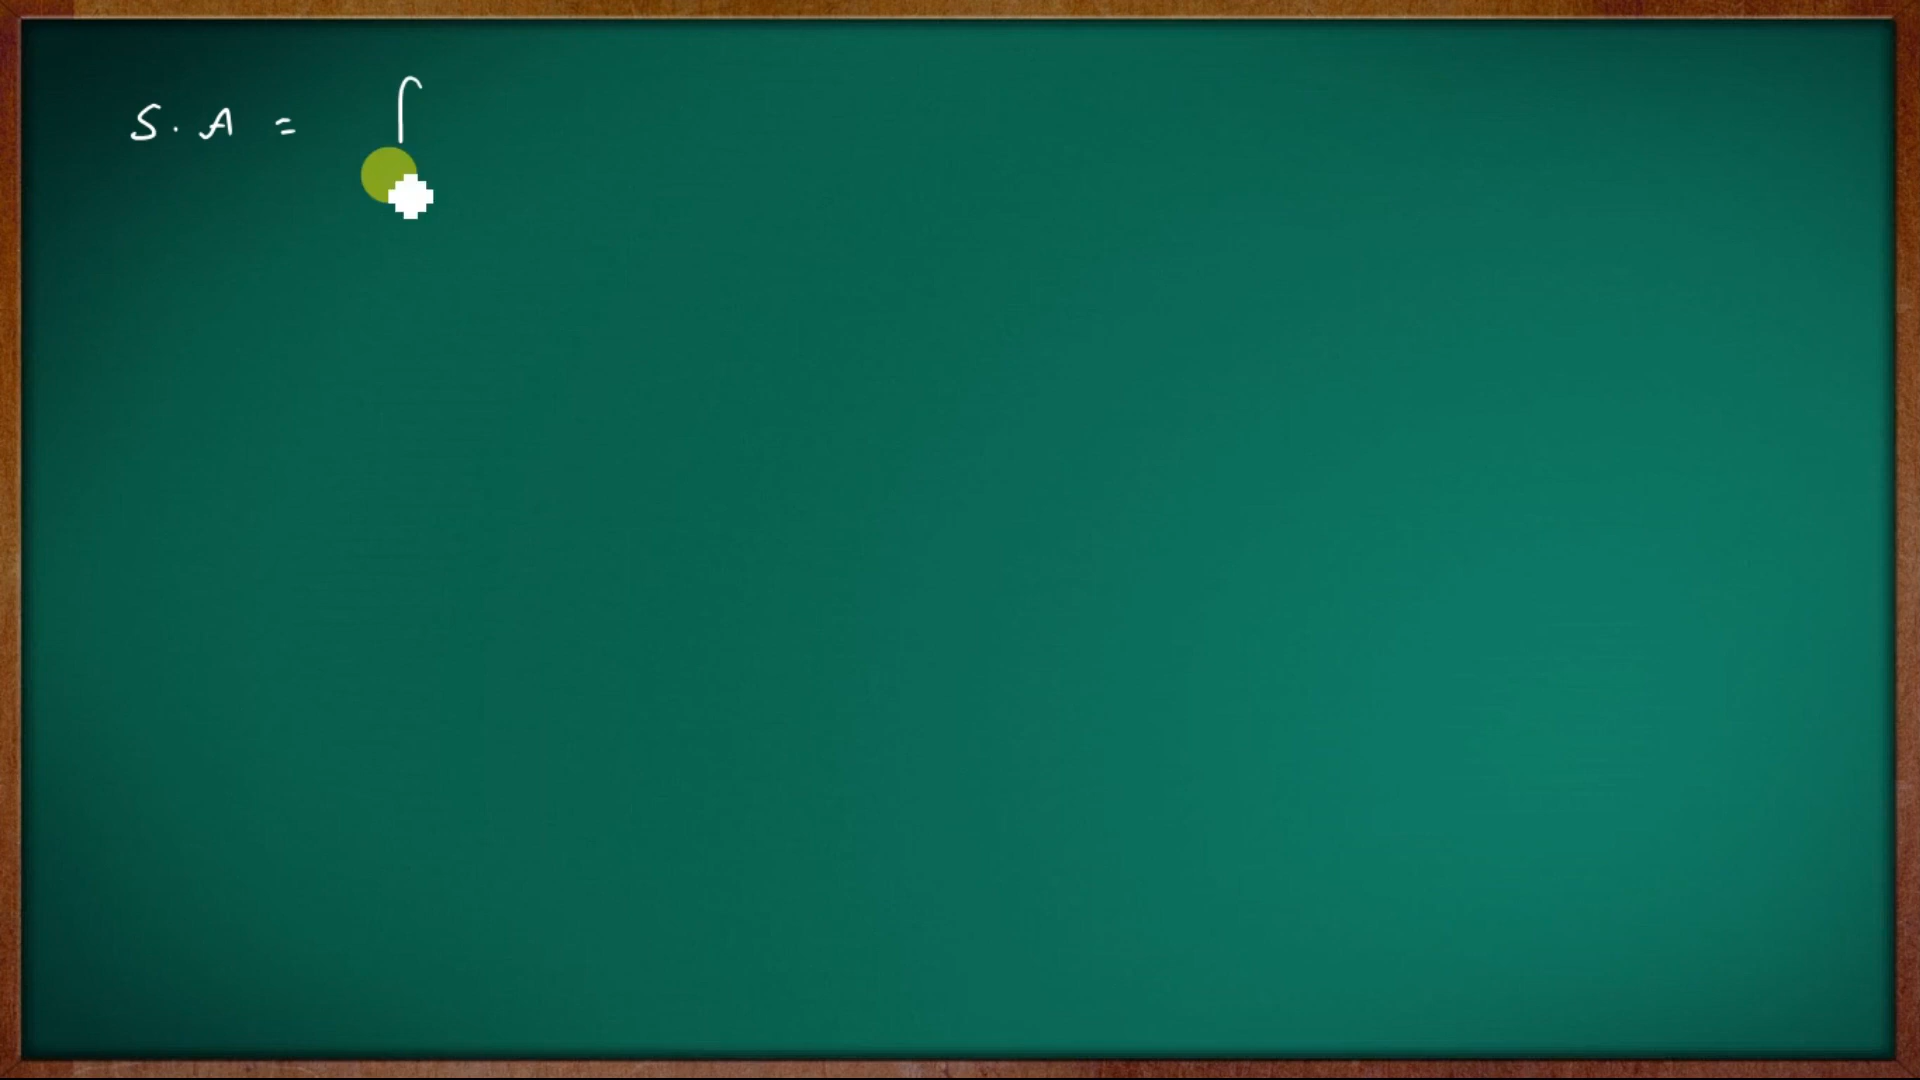 S. A = ∫